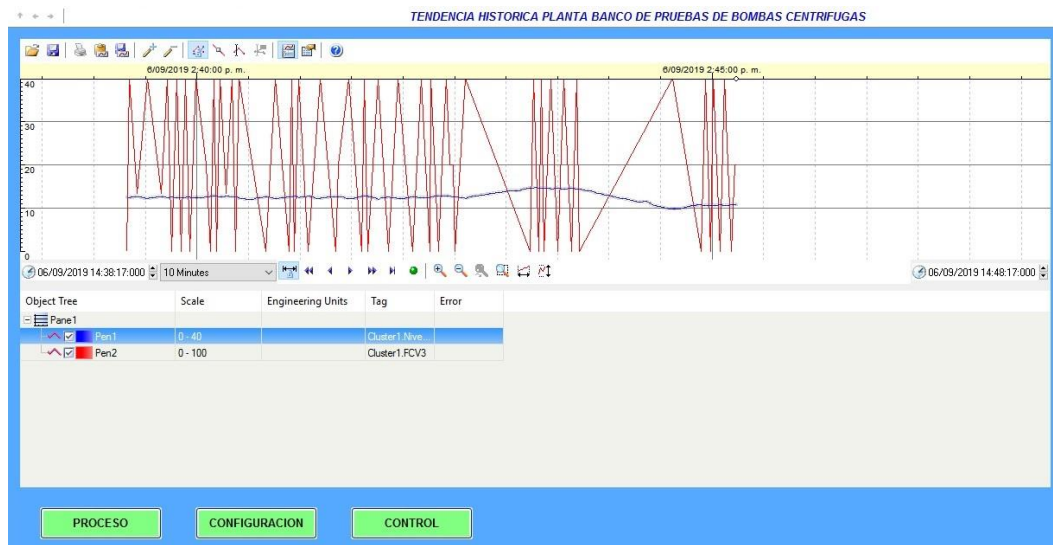 TENDENCIA HISTORICA PLANTA BANCO DE PRUEBAS DE BOMBAS CENTRIFUGAS
6/09/2019 2:40:00 p. m. 6/09/2019 2:45:00 p. m.
40
30
20
10
0
06/09/2019 14:38:17:000 10 Minutes 06/09/2019 14:48:17:000
Object Tree Scale Engineering Units Tag Error
Pane1
Pen1 0 - 40 Cluster1.Nive...
Pen2 0 - 100 Cluster1.FCV3
PROCESO CONFIGURACION CONTROL